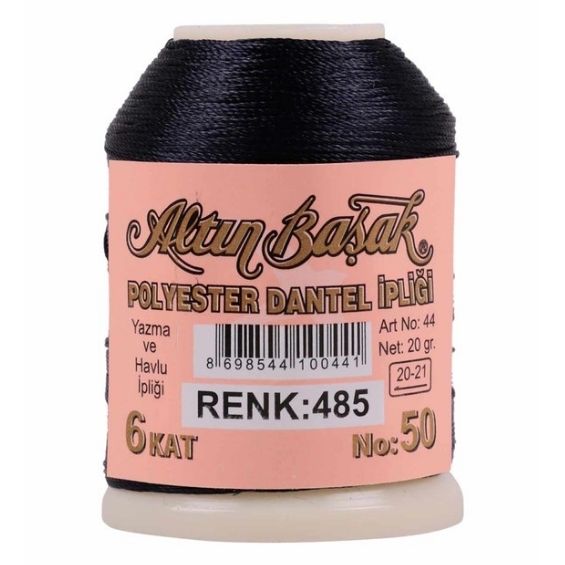 Altın Başak®
POLYESTER DANTEL İPLİĞİ
Yazma
ve
Havlu
İpliği
8 698544 100441
Art No: 44
Net: 20 gr.
20-21
RENK:485
6 KAT
No: 50